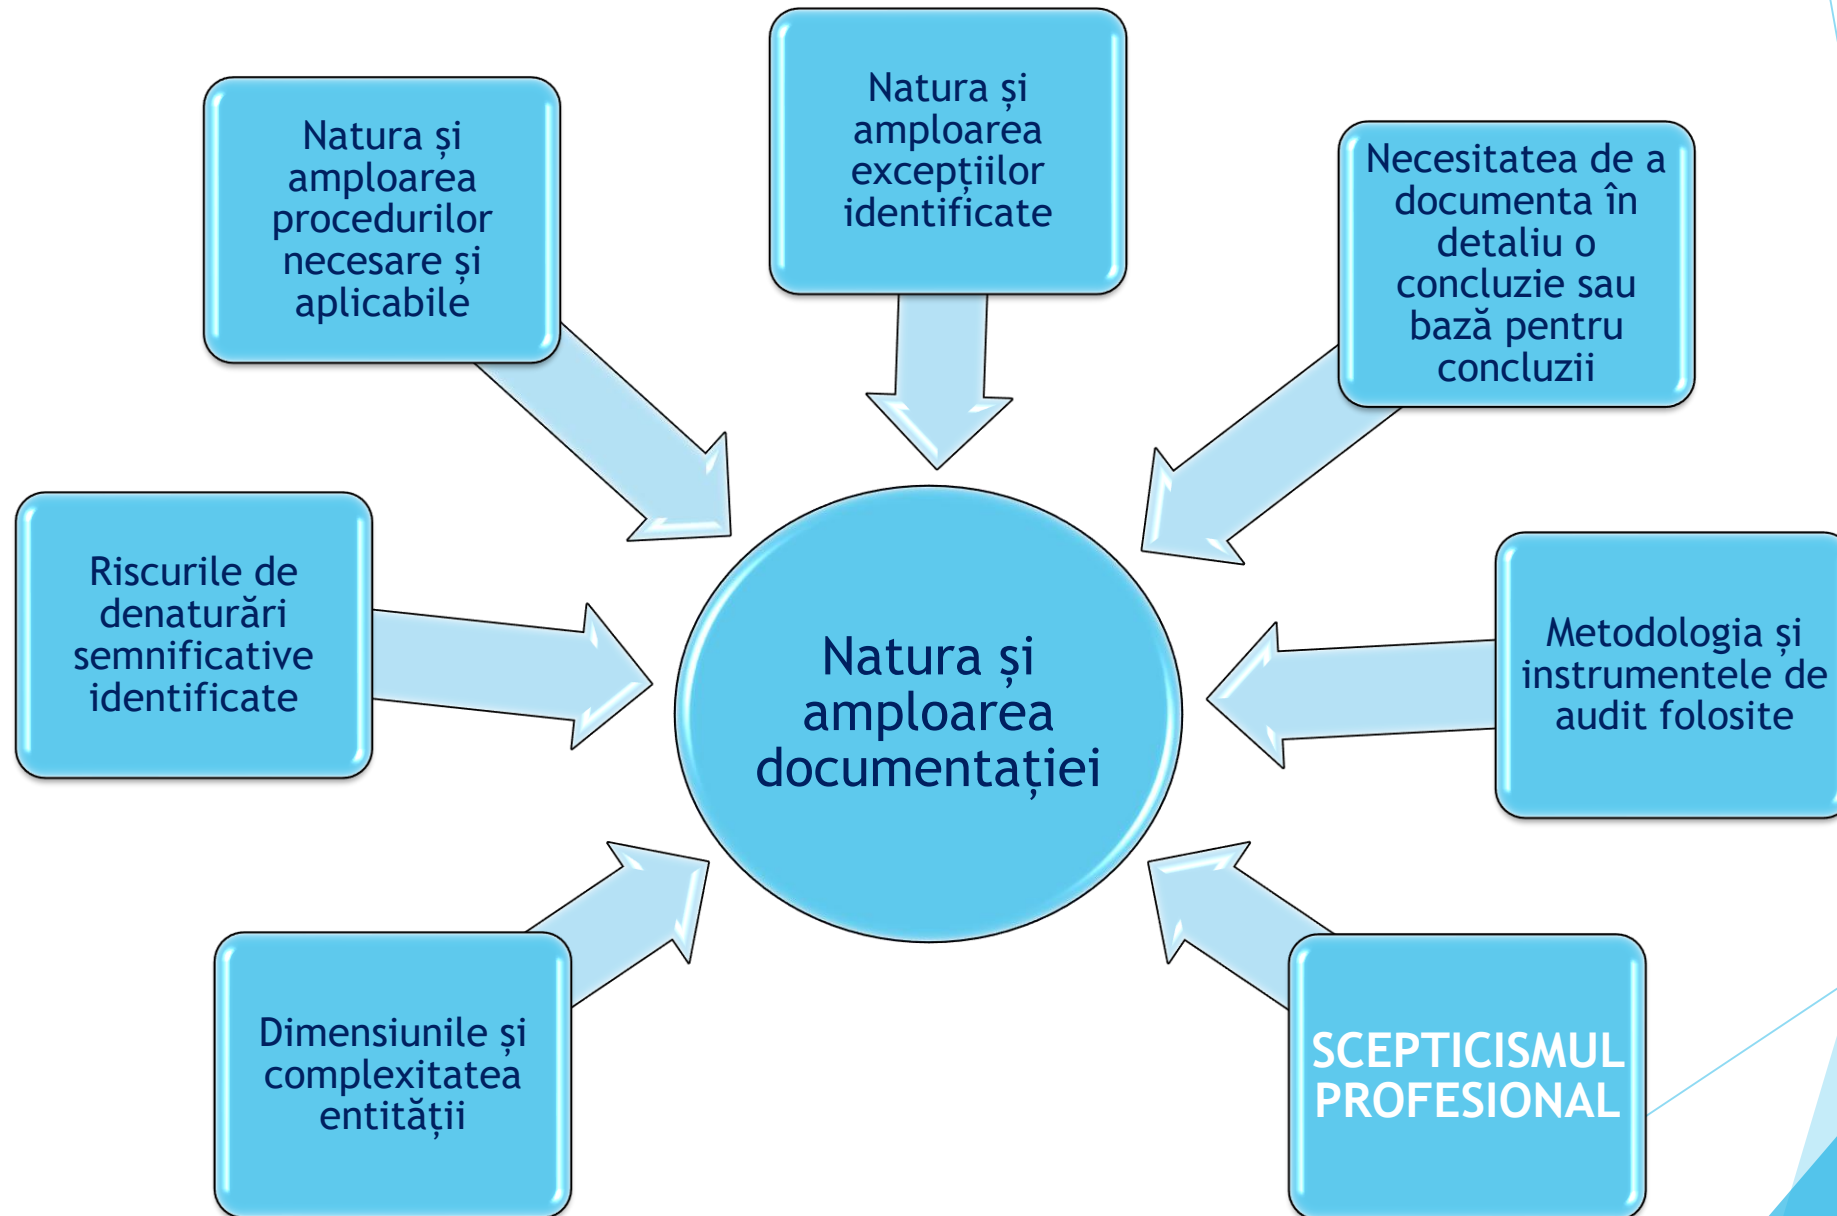 Natura și
amploarea
excepțiilor
identificate
Natura și
amploarea
procedurilor
necesare și
aplicabile
Necesitatea de a
documenta în
detaliu o
concluzie sau
bază pentru
concluzii
Riscurile de
denaturări
semnificative
identificate
Natura și
amploarea
documentației
Metodologia și
instrumentele de
audit folosite
Dimensiunile și
complexitatea
entității
SCEPTICISMUL
PROFESIONAL